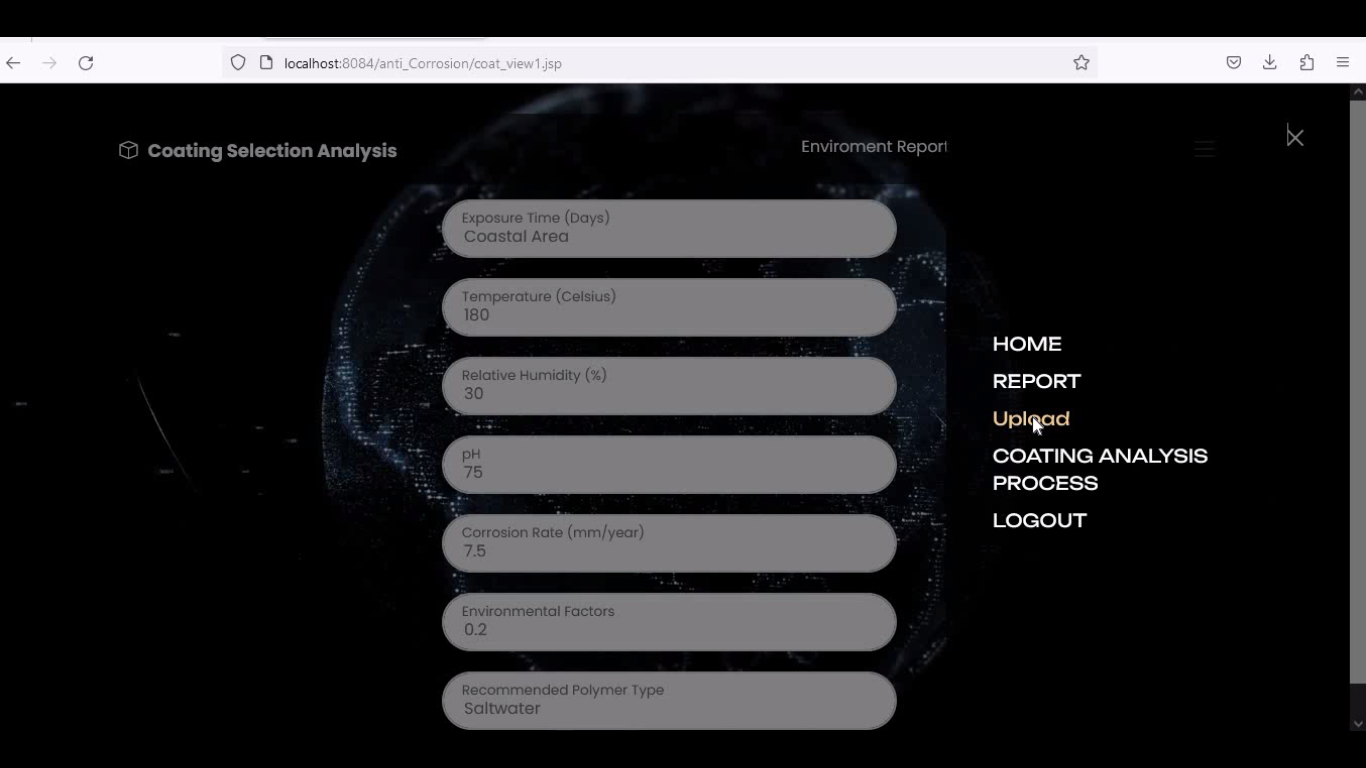 localhost:8084/anti_Corrosion/coat_view1.jsp
Coating Selection Analysis
Enviroment Report
Exposure Time (Days)
Coastal Area
Temperature (Celsius)
180
Relative Humidity (%)
30
pH
75
Corrosion Rate (mm/year)
7.5
Environmental Factors
0.2
Recommended Polymer Type
Saltwater
HOME
REPORT
Upload
COATING ANALYSIS
PROCESS
LOGOUT